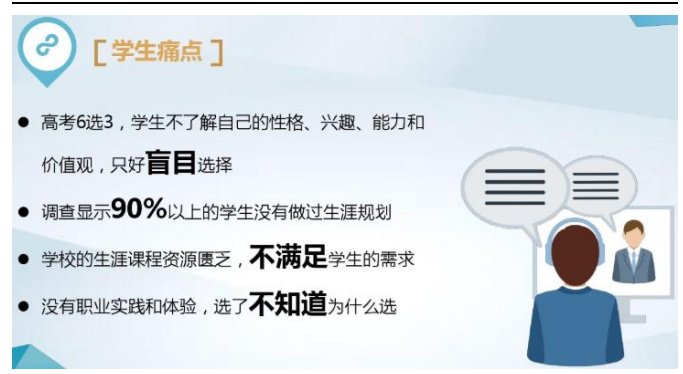 [ 学生痛点 ]
● 高考6选3，学生不了解自己的性格、兴趣、能力和
价值观，只好盲目选择
● 调查显示90%以上的学生没有做过生涯规划
● 学校的生涯课程资源匮乏，不满足学生的需求
● 没有职业实践和体验，选了不知道为什么选